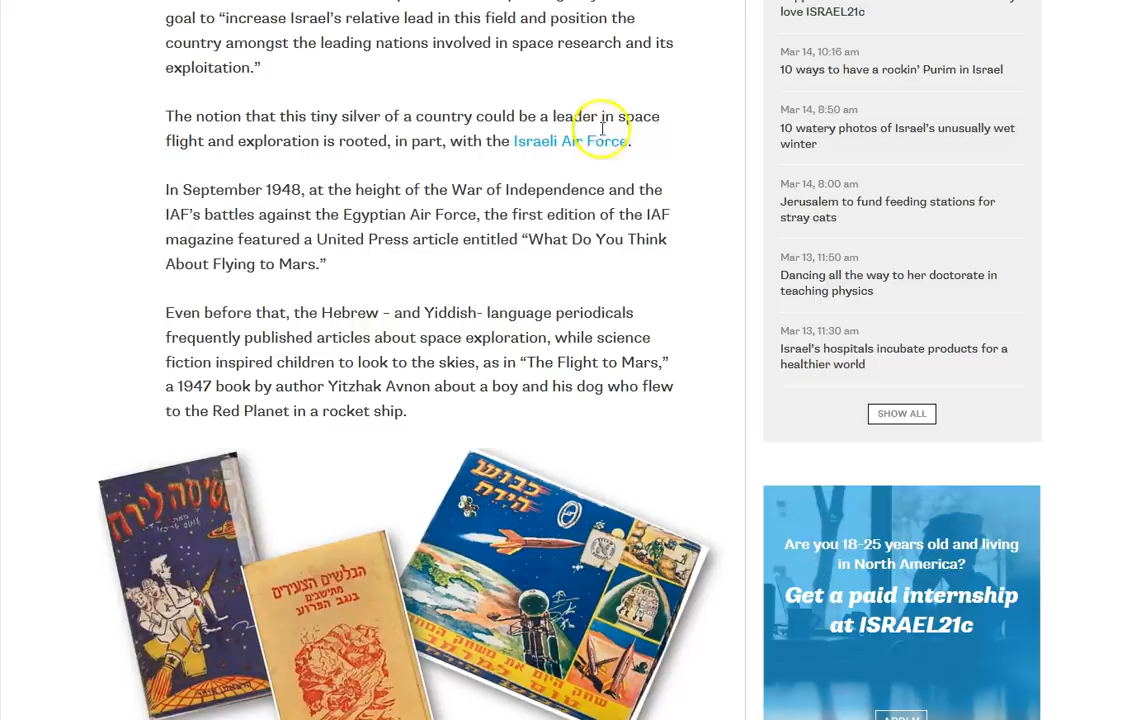 goal to “increase Israel’s relative lead in this field and position the
country amongst the leading nations involved in space research and its
exploitation.”
The notion that this tiny silver of a country could be a leader in space
flight and exploration is rooted, in part, with the Israeli Air Force.
In September 1948, at the height of the War of Independence and the
IAF’s battles against the Egyptian Air Force, the first edition of the IAF
magazine featured a United Press article entitled “What Do You Think
About Flying to Mars.”
Even before that, the Hebrew – and Yiddish- language periodicals
frequently published articles about space exploration, while science
fiction inspired children to look to the skies, as in “The Flight to Mars,”
a 1947 book by author Yitzhak Avnon about a boy and his dog who flew
to the Red Planet in a rocket ship.
טיסה לירח
הבלשים הצעירים
מתישבים
בנגב הפרוע
כבוש
הירח
love ISRAEL21c
Mar 14, 10:16 am
10 ways to have a rockin’ Purim in Israel
Mar 14, 8:50 am
10 watery photos of Israel’s unusually wet
winter
Mar 14, 8:00 am
Jerusalem to fund feeding stations for
stray cats
Mar 13, 11:50 am
Dancing all the way to her doctorate in
teaching physics
Mar 13, 11:30 am
Israel’s hospitals incubate products for a
healthier world
SHOW ALL
Are you 18-25 years old and living
in North America?
Get a paid internship
at ISRAEL21c